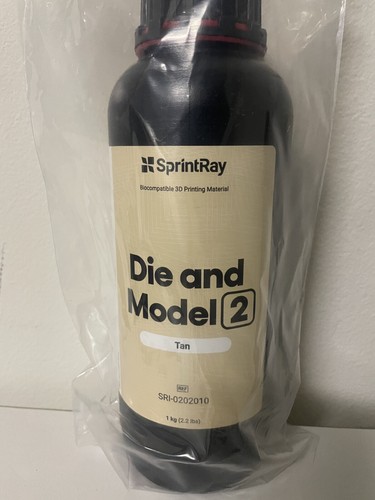 SprintRay
Biocompatible 3D Printing Material
Die and
Model 2
Tan
REF
SRI-0202010
1 kg (2.2 lbs)